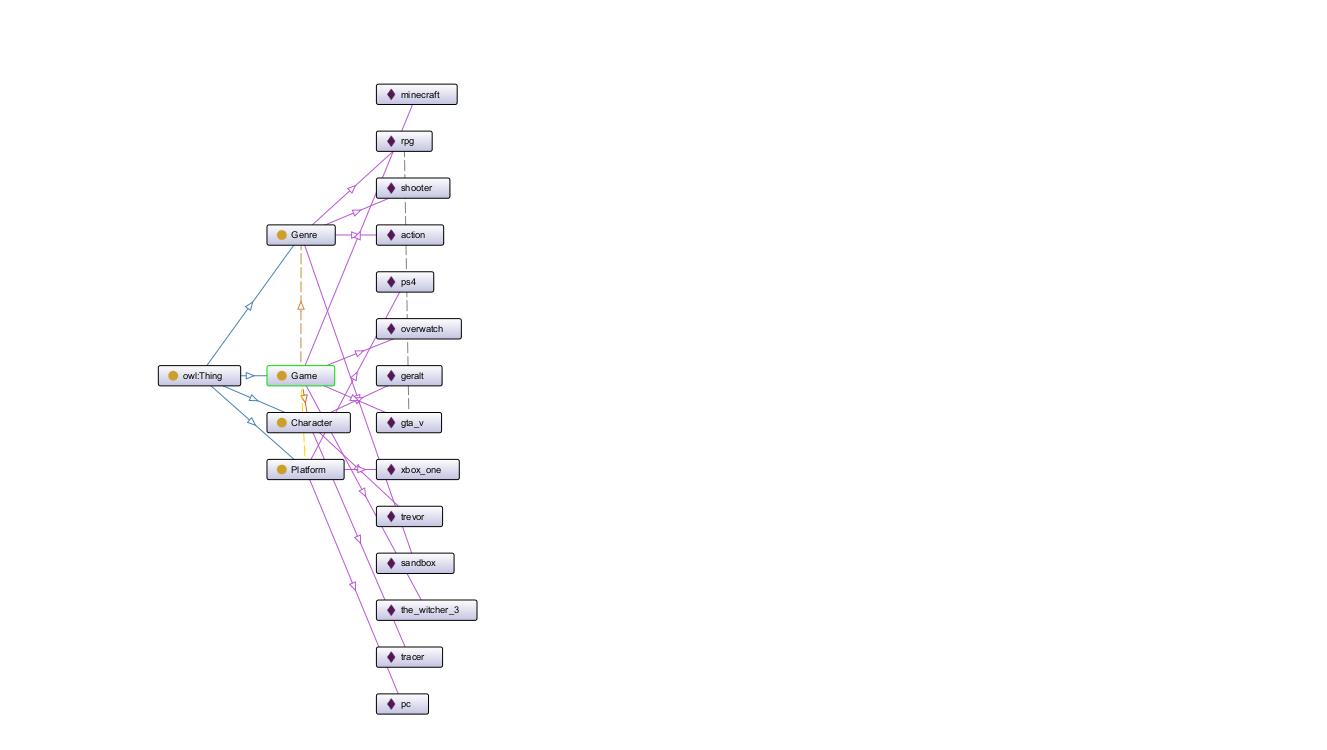 minecraft
rpg
shooter
Genre
action
ps4
overwatch
owl:Thing
Game
geralt
Character
gta_v
Platform
xbox_one
trevor
sandbox
the_witcher_3
tracer
pc